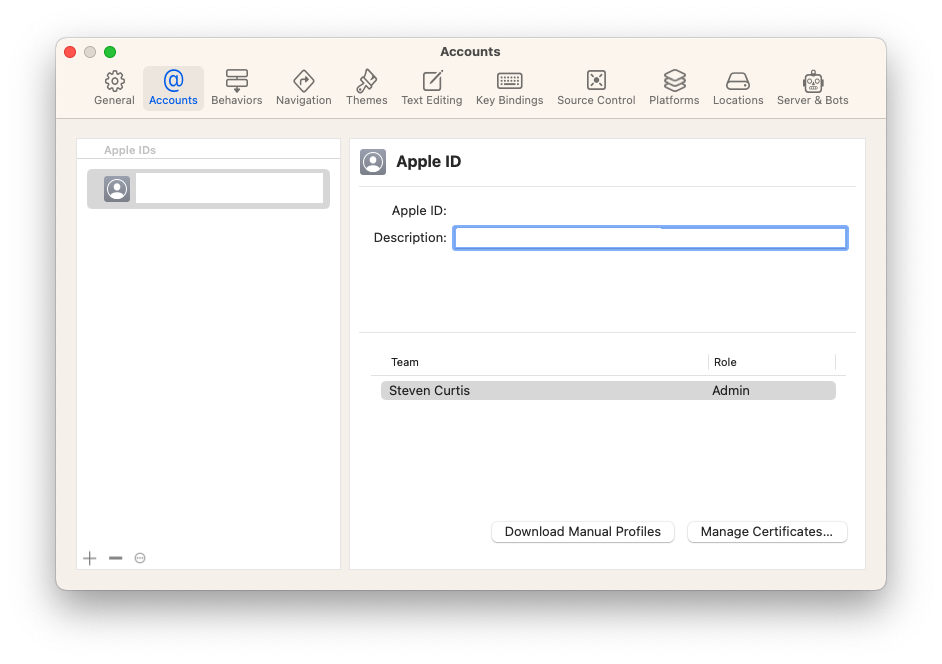 Accounts
General
Accounts
Behaviors
Navigation
Themes
Text Editing
Key Bindings
Source Control
Platforms
Locations
Server & Bots
Apple IDs
Apple ID
Apple ID:
Description:
Team Role
Steven Curtis Admin
Download Manual Profiles
Manage Certificates...